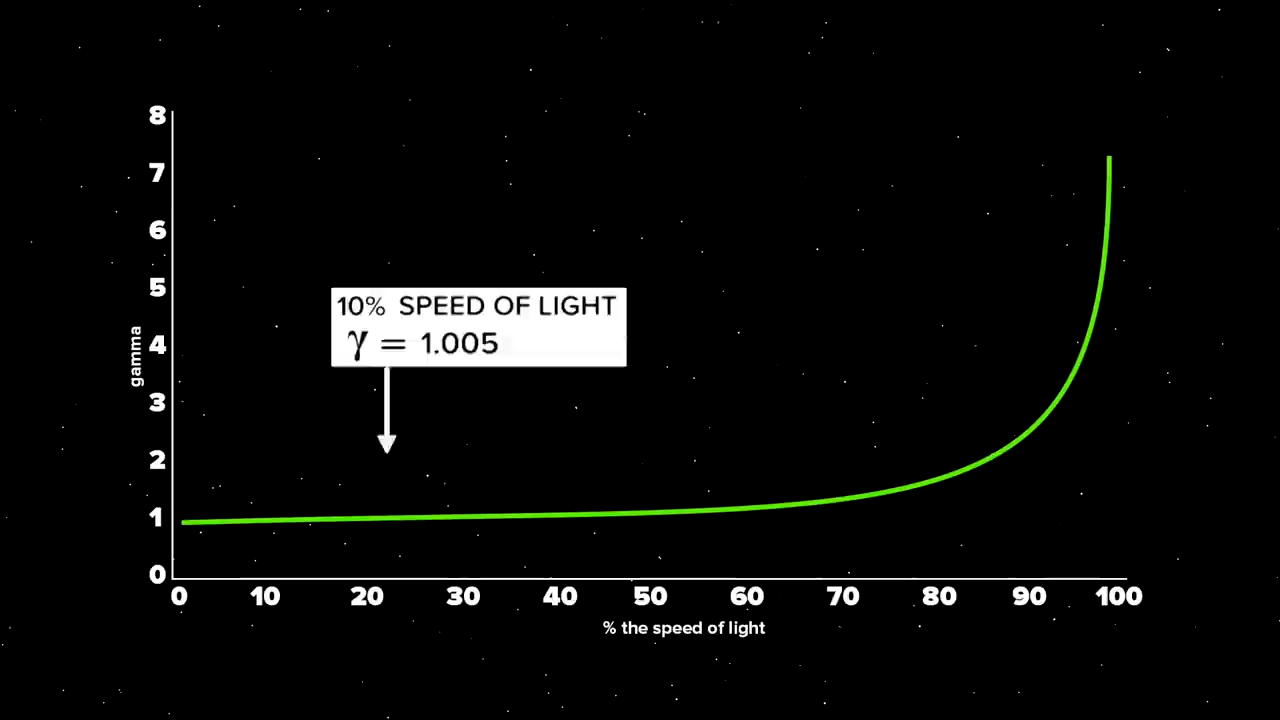 8
7
6
5
4
3
2
1
0
gamma
10% SPEED OF LIGHT
γ = 1.005
0 10 20 30 40 50 60 70 80 90 100
% the speed of light